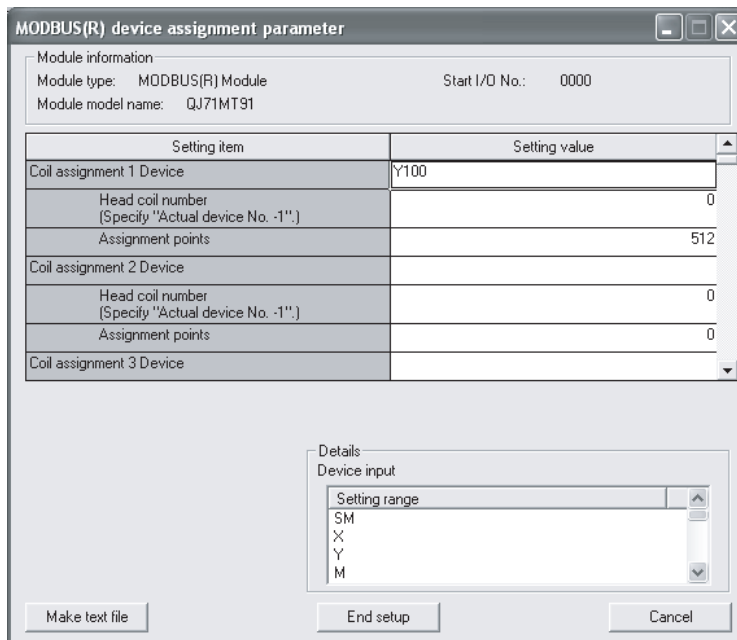 MODBUS(R) device assignment parameter
Module information
Module type: MODBUS(R) Module Start I/O No.: 0000
Module model name: QJ71MT91
Setting item Setting value
Coil assignment 1 Device Y100
Head coil number
(Specify "Actual device No. -1".) 0
Assignment points 512
Coil assignment 2 Device
Head coil number
(Specify "Actual device No. -1".) 0
Assignment points 0
Coil assignment 3 Device
Details
Device input
Setting range
SM
X
Y
M
Make text file End setup Cancel